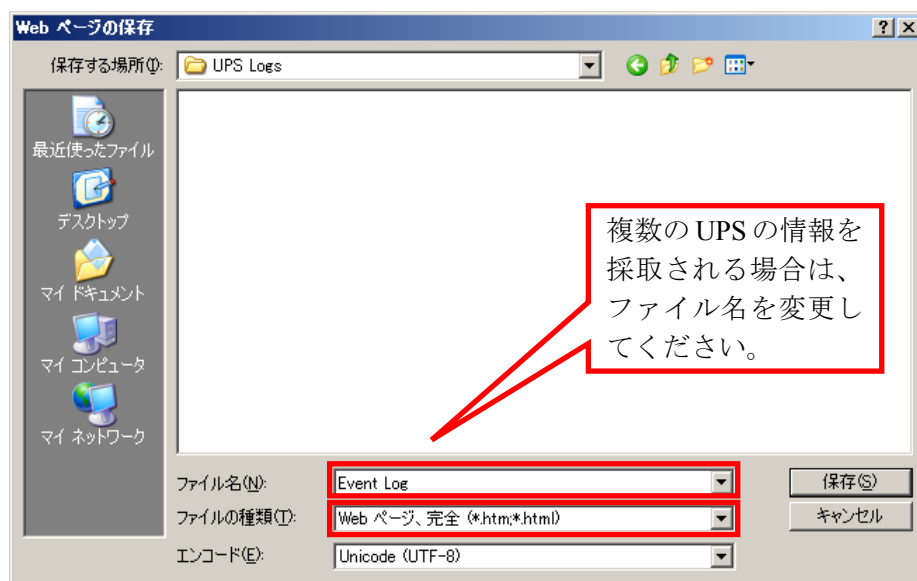 Web ページの保存
保存する場所(I):
UPS Logs
最近使ったファイル
デスクトップ
マイ ドキュメント
マイ コンピュータ
マイ ネットワーク
複数の UPS の情報を
採取される場合は、
ファイル名を変更し
てください。
ファイル名(N):
Event Log
保存(S)
ファイルの種類(T):
Web ページ、完全 (*.htm;*.html)
キャンセル
エンコード(E):
Unicode (UTF-8)